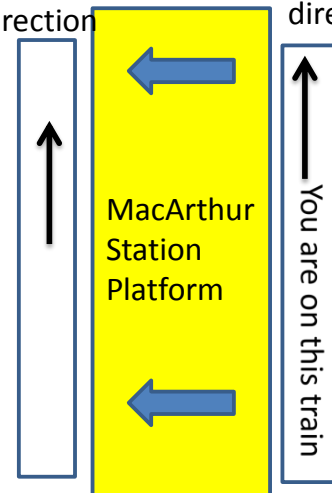 rection
dire
MacArthur
Station
Platform
You are on this train